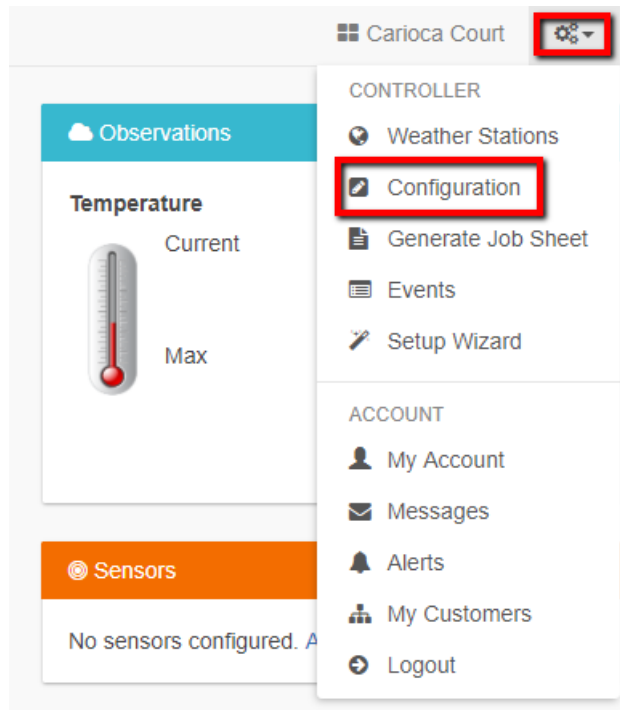 Carioca Court
Observations
Temperature
Current
Max
Sensors
No sensors configured. A
CONTROLLER
Weather Stations
Configuration
Generate Job Sheet
Events
Setup Wizard
ACCOUNT
My Account
Messages
Alerts
My Customers
Logout